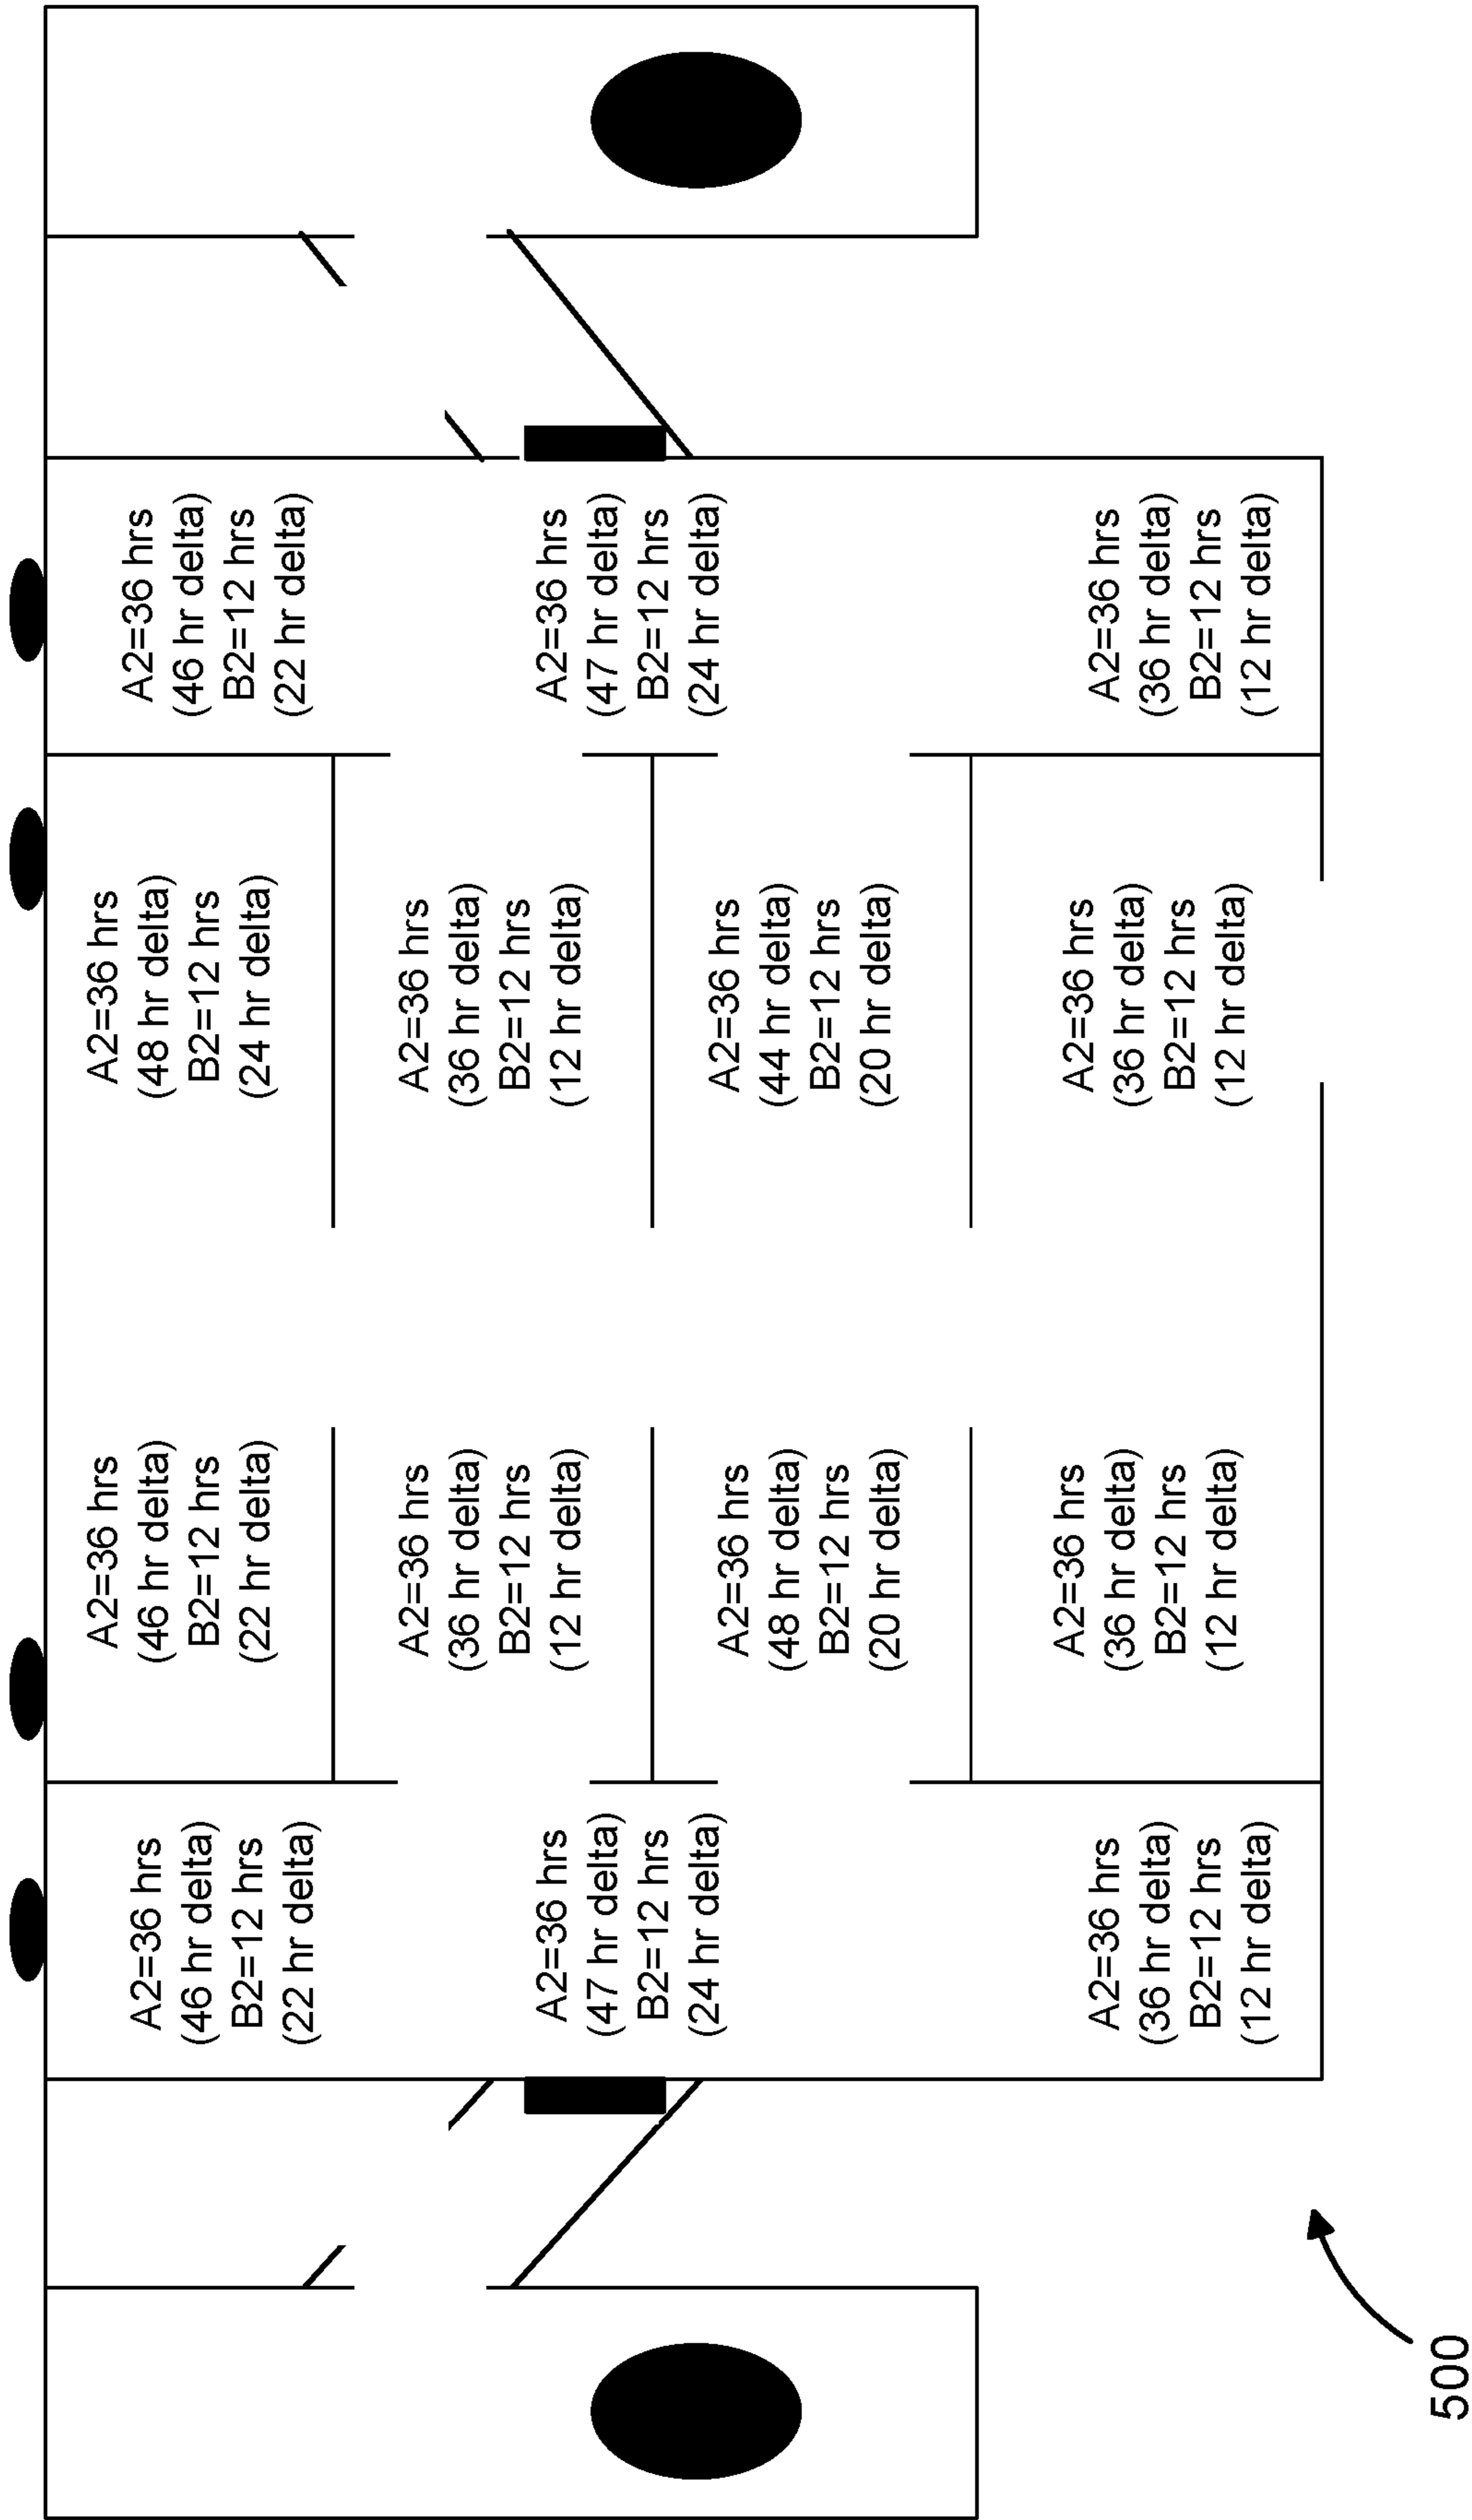 A2=36 hrs
(46 hr delta)
B2=12 hrs
(22 hr delta)
A2=36 hrs
(46 hr delta)
B2=12 hrs
(22 hr delta)
A2=36 hrs
(48 hr delta)
B2=12 hrs
(24 hr delta)
A2=36 hrs
(46 hr delta)
B2=12 hrs
(22 hr delta)
A2=36 hrs
(36 hr delta)
B2=12 hrs
(12 hr delta)
A2=36 hrs
(36 hr delta)
B2=12 hrs
(12 hr delta)
A2=36 hrs
(47 hr delta)
B2=12 hrs
(24 hr delta)
A2=36 hrs
(47 hr delta)
B2=12 hrs
(24 hr delta)
A2=36 hrs
(48 hr delta)
B2=12 hrs
(20 hr delta)
A2=36 hrs
(44 hr delta)
B2=12 hrs
(20 hr delta)
A2=36 hrs
(36 hr delta)
B2=12 hrs
(12 hr delta)
A2=36 hrs
(36 hr delta)
B2=12 hrs
(12 hr delta)
A2=36 hrs
(36 hr delta)
B2=12 hrs
(12 hr delta)
A2=36 hrs
(36 hr delta)
B2=12 hrs
(12 hr delta)
500